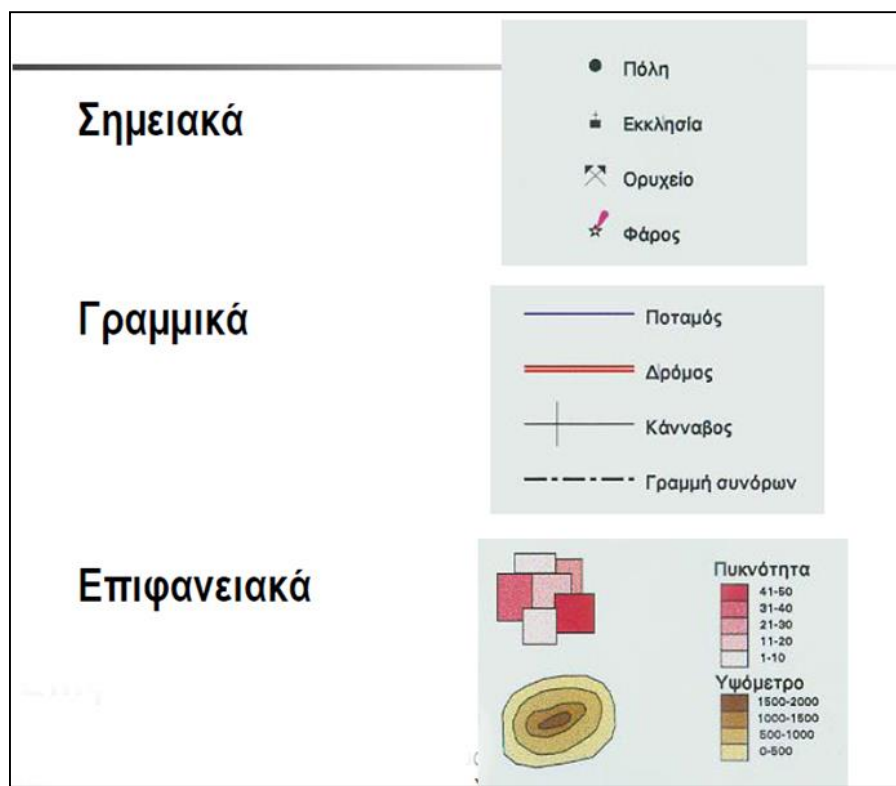 Σημειακά
Πόλη
Εκκλησία
Ορυχείο
Φάρος
Γραμμικά
Ποταμός
Δρόμος
Κάνναβος
Γραμμή συνόρων
Επιφανειακά
Πυκνότητα
41-50
31-40
21-30
11-20
1-10
Υψόμετρο
1500-2000
1000-1500
500-1000
0-500